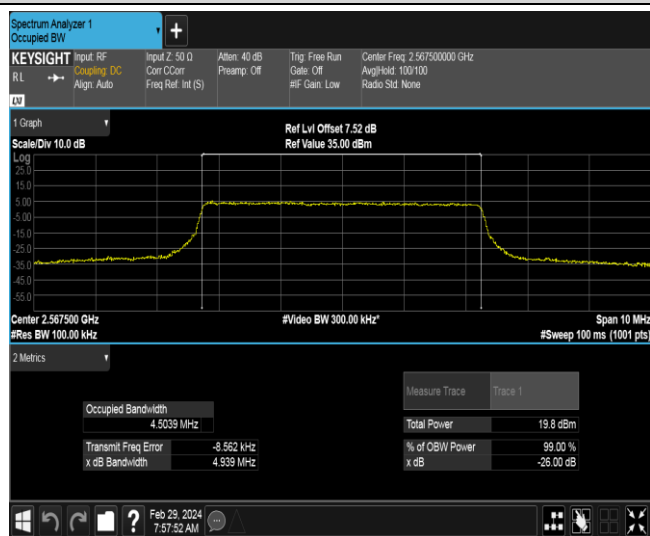 Spectrum Analyzer 1
Occupied BW
+
KEYSIGHT Input: RF Input Z: 50 Ω Atten: 40 dB Trig: Free Run Center Freq: 2.567500000 GHz
RL Coupling: DC Corr CCorr Preamp: Off Gate: Off Avg|Hold: 100/100
Align: Auto Freq Ref: Int (S) #IF Gain: Low Radio Std: None
LXI
1 Graph Ref Lvl Offset 7.52 dB
Scale/Div 10.0 dB Ref Value 35.00 dBm
Log
25.0
15.0
5.00
-5.00
-15.0
-25.0
-35.0
-45.0
-55.0
Center 2.567500 GHz #Video BW 300.00 kHz* Span 10 MHz
#Res BW 100.00 kHz #Sweep 100 ms (1001 pts)
2 Metrics
Measure Trace Trace 1
Occupied Bandwidth
4.5039 MHz Total Power 19.8 dBm
Transmit Freq Error -8.562 kHz % of OBW Power 99.00 %
x dB Bandwidth 4.939 MHz x dB -26.00 dB
? Feb 29, 2024
7:57:52 AM